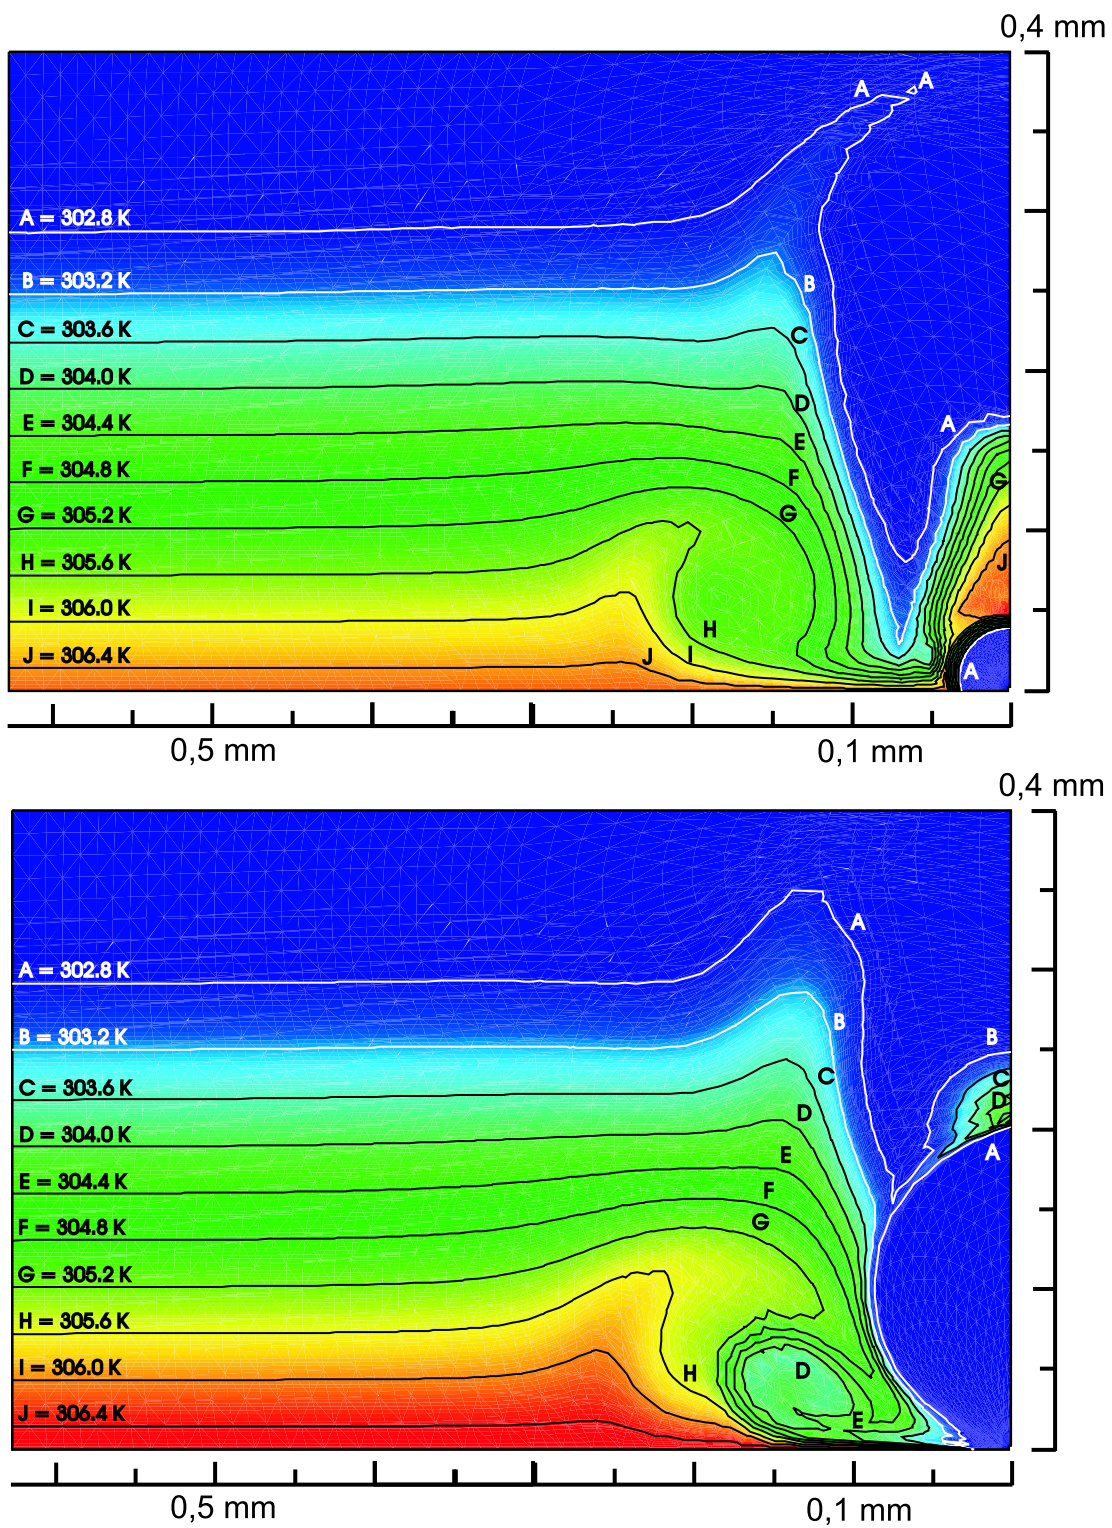 0,4 mm
A A
A = 302.8 K
B = 303.2 K
B
C = 303.6 K
C
D = 304.0 K
D
E = 304.4 K
A
E
F = 304.8 K
F
G
G = 305.2 K
G
H = 305.6 K
J
I = 306.0 K
H
J = 306.4 K
J I
A
0,5 mm
0,1 mm
0,4 mm
A
A = 302.8 K
B
B = 303.2 K
B
C = 303.6 K
C
C
D = 304.0 K
D
D
E = 304.4 K
E
A
F = 304.8 K
F
G
G = 305.2 K
H = 305.6 K
I = 306.0 K
H
D
J = 306.4 K
E
0,5 mm
0,1 mm